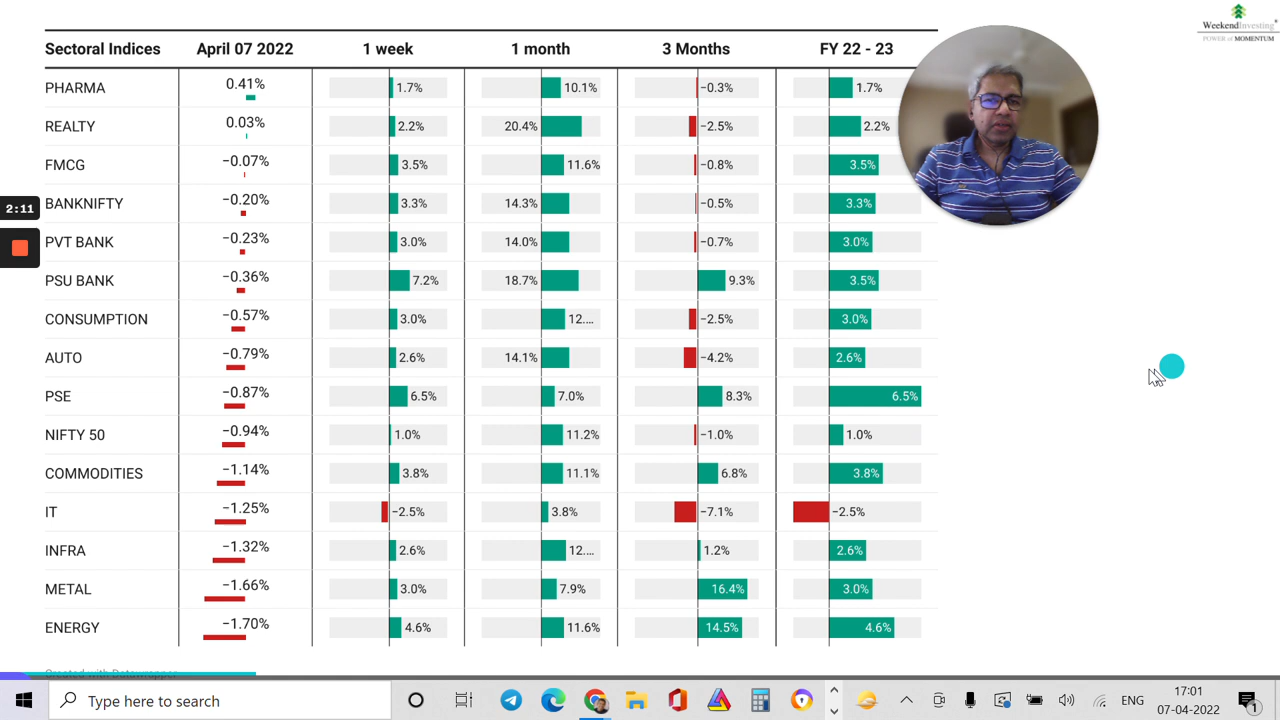 WeekendInvesting
POWER of MOMENTUM
Sectoral Indices April 07 2022 1 week 1 month 3 Months FY 22 - 23
PHARMA 0.41% 1.7% 10.1% −0.3% 1.7%
REALTY 0.03% 2.2% 20.4% −2.5% 2.2%
FMCG −0.07% 3.5% 11.6% −0.8% 3.5%
BANKNIFTY −0.20% 3.3% 14.3% −0.5% 3.3%
2:11
PVT BANK −0.23% 3.0% 14.0% −0.7% 3.0%
PSU BANK −0.36% 7.2% 18.7% 9.3% 3.5%
CONSUMPTION −0.57% 3.0% 12.... −2.5% 3.0%
AUTO −0.79% 2.6% 14.1% −4.2% 2.6%
PSE −0.87% 6.5% 7.0% 8.3% 6.5%
NIFTY 50 −0.94% 1.0% 11.2% −1.0% 1.0%
COMMODITIES −1.14% 3.8% 11.1% 6.8% 3.8%
IT −1.25% −2.5% 3.8% −7.1% −2.5%
INFRA −1.32% 2.6% 12.... 1.2% 2.6%
METAL −1.66% 3.0% 7.9% 16.4% 3.0%
ENERGY −1.70% 4.6% 11.6% 14.5% 4.6%
Created with Datawrapper
Type here to search
ENG
17:01
07-04-2022
1